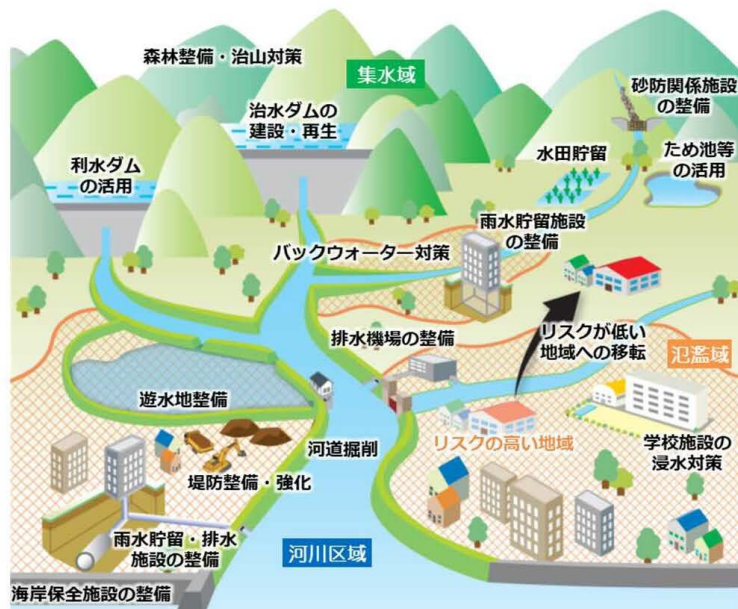 森林整備・治山対策
集水域
砂防関係施設
の整備
治水ダムの
建設・再生
利水ダム
の活用
水田貯留
ため池等
の活用
雨水貯留施設
の整備
バックウォーター対策
排水機場の整備
リスクが低い
地域への移転
氾濫域
遊水地整備
リスクの高い地域
学校施設の
浸水対策
河道掘削
堤防整備・強化
雨水貯留・排水
施設の整備
河川区域
海岸保全施設の整備